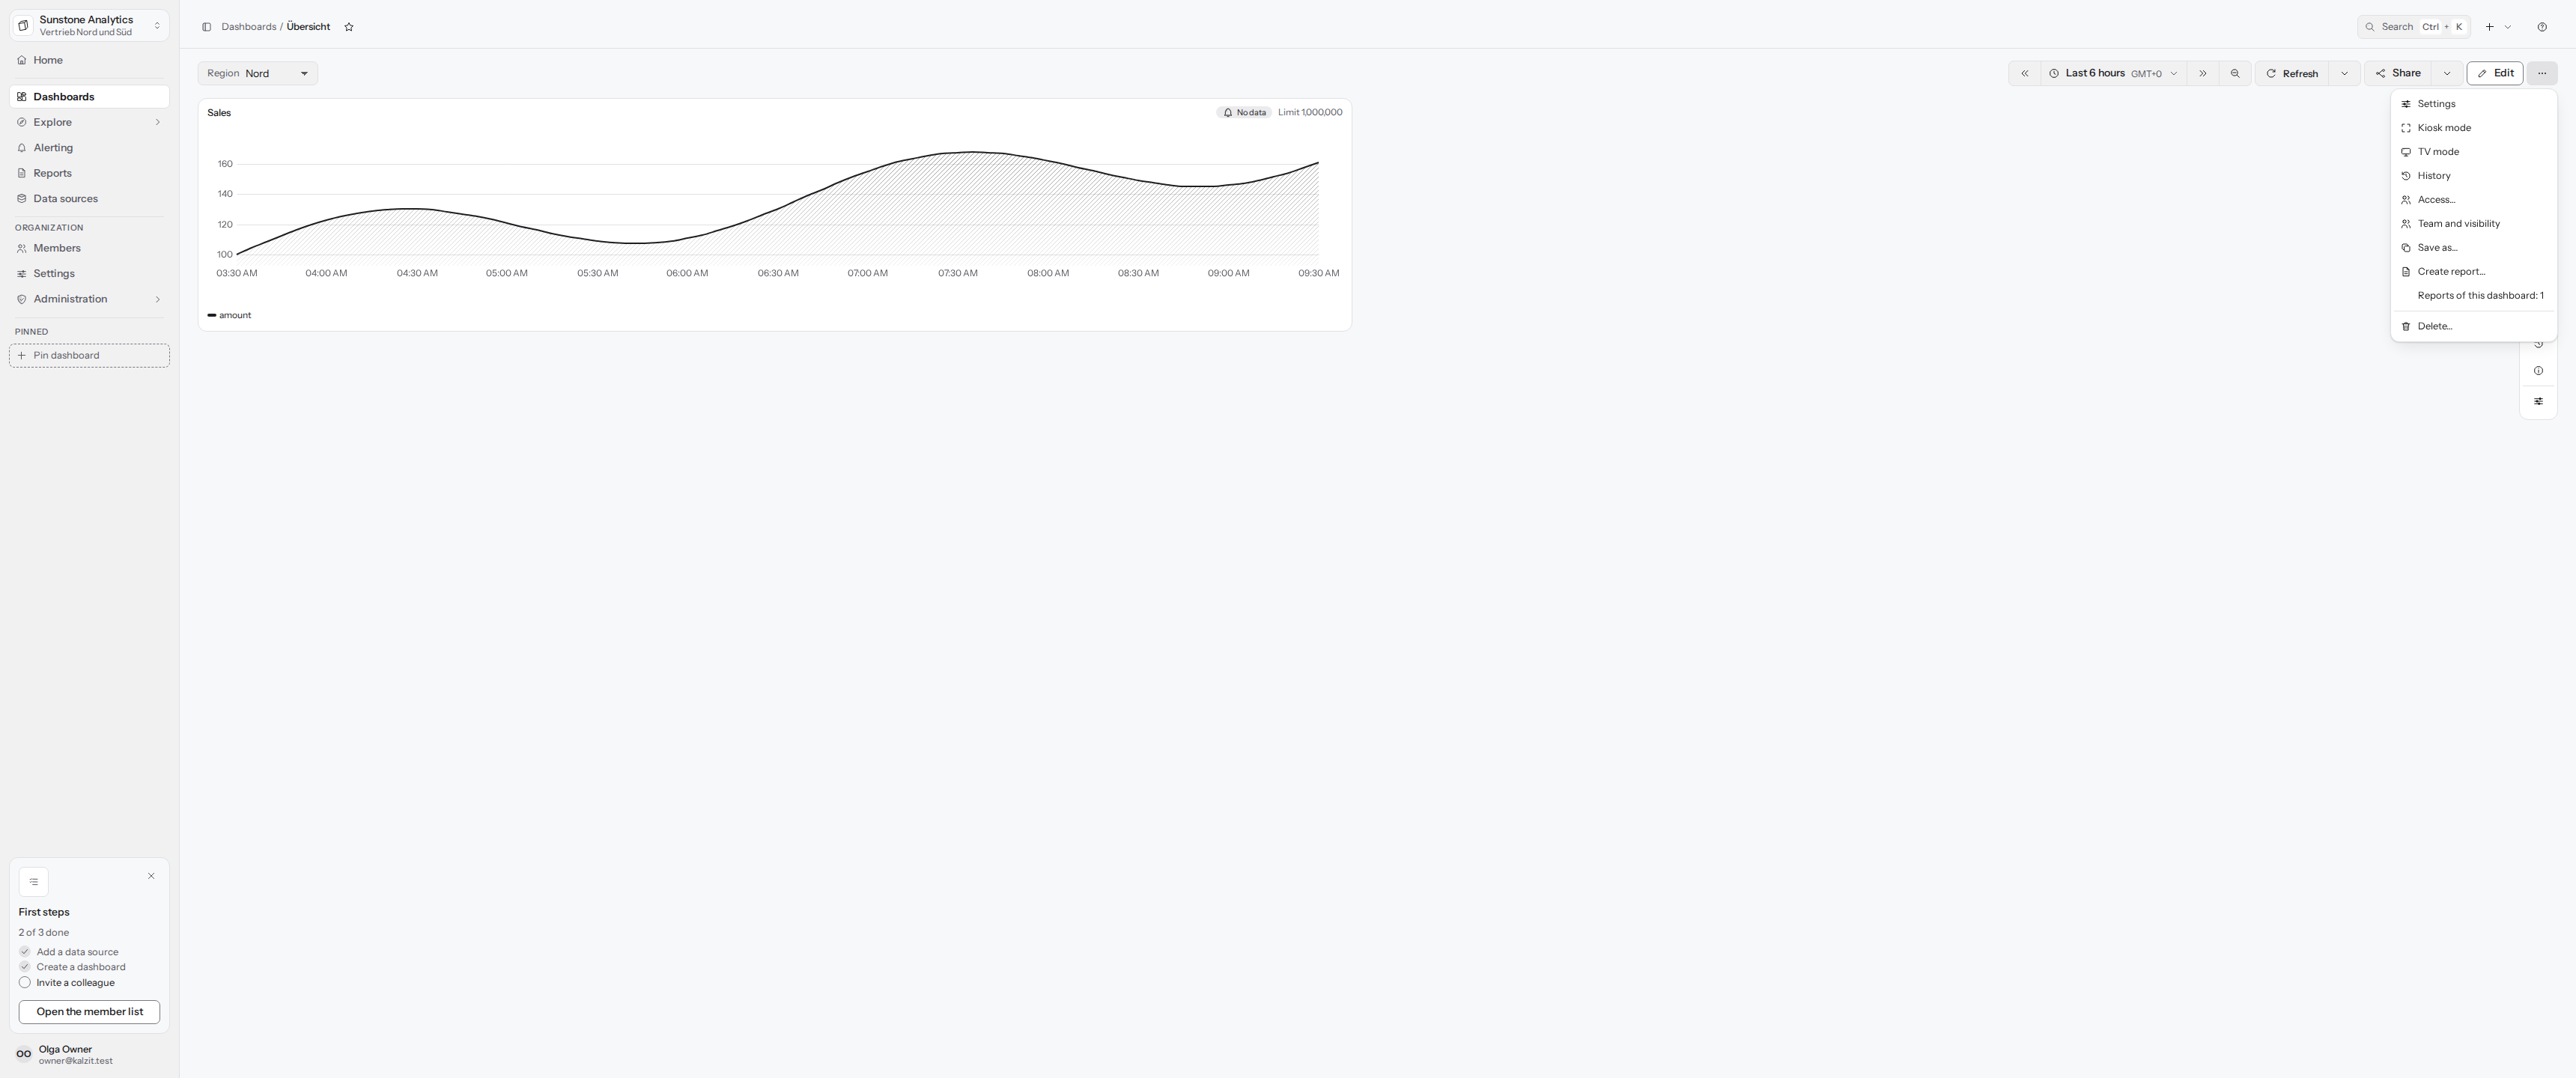 Sunstone Analytics
Vertrieb Nord und Süd
Home
Dashboards
Explore
Alerting
Reports
Data sources
ORGANIZATION
Members
Settings
Administration
PINNED
Pin dashboard
First steps
2 of 3 done
Add a data source
Create a dashboard
Invite a colleague
Open the member list
OO
Olga Owner
owner@kalzit.test
Dashboards / Übersicht
Search Ctrl + K
Region Nord
Last 6 hours GMT+0
Refresh
Share
Edit
Sales
No data Limit 1,000,000
160
140
120
100
03:30 AM 04:00 AM 04:30 AM 05:00 AM 05:30 AM 06:00 AM 06:30 AM 07:00 AM 07:30 AM 08:00 AM 08:30 AM 09:00 AM 09:30 AM
amount
Settings
Kiosk mode
TV mode
History
Access...
Team and visibility
Save as...
Create report...
Reports of this dashboard: 1
Delete...